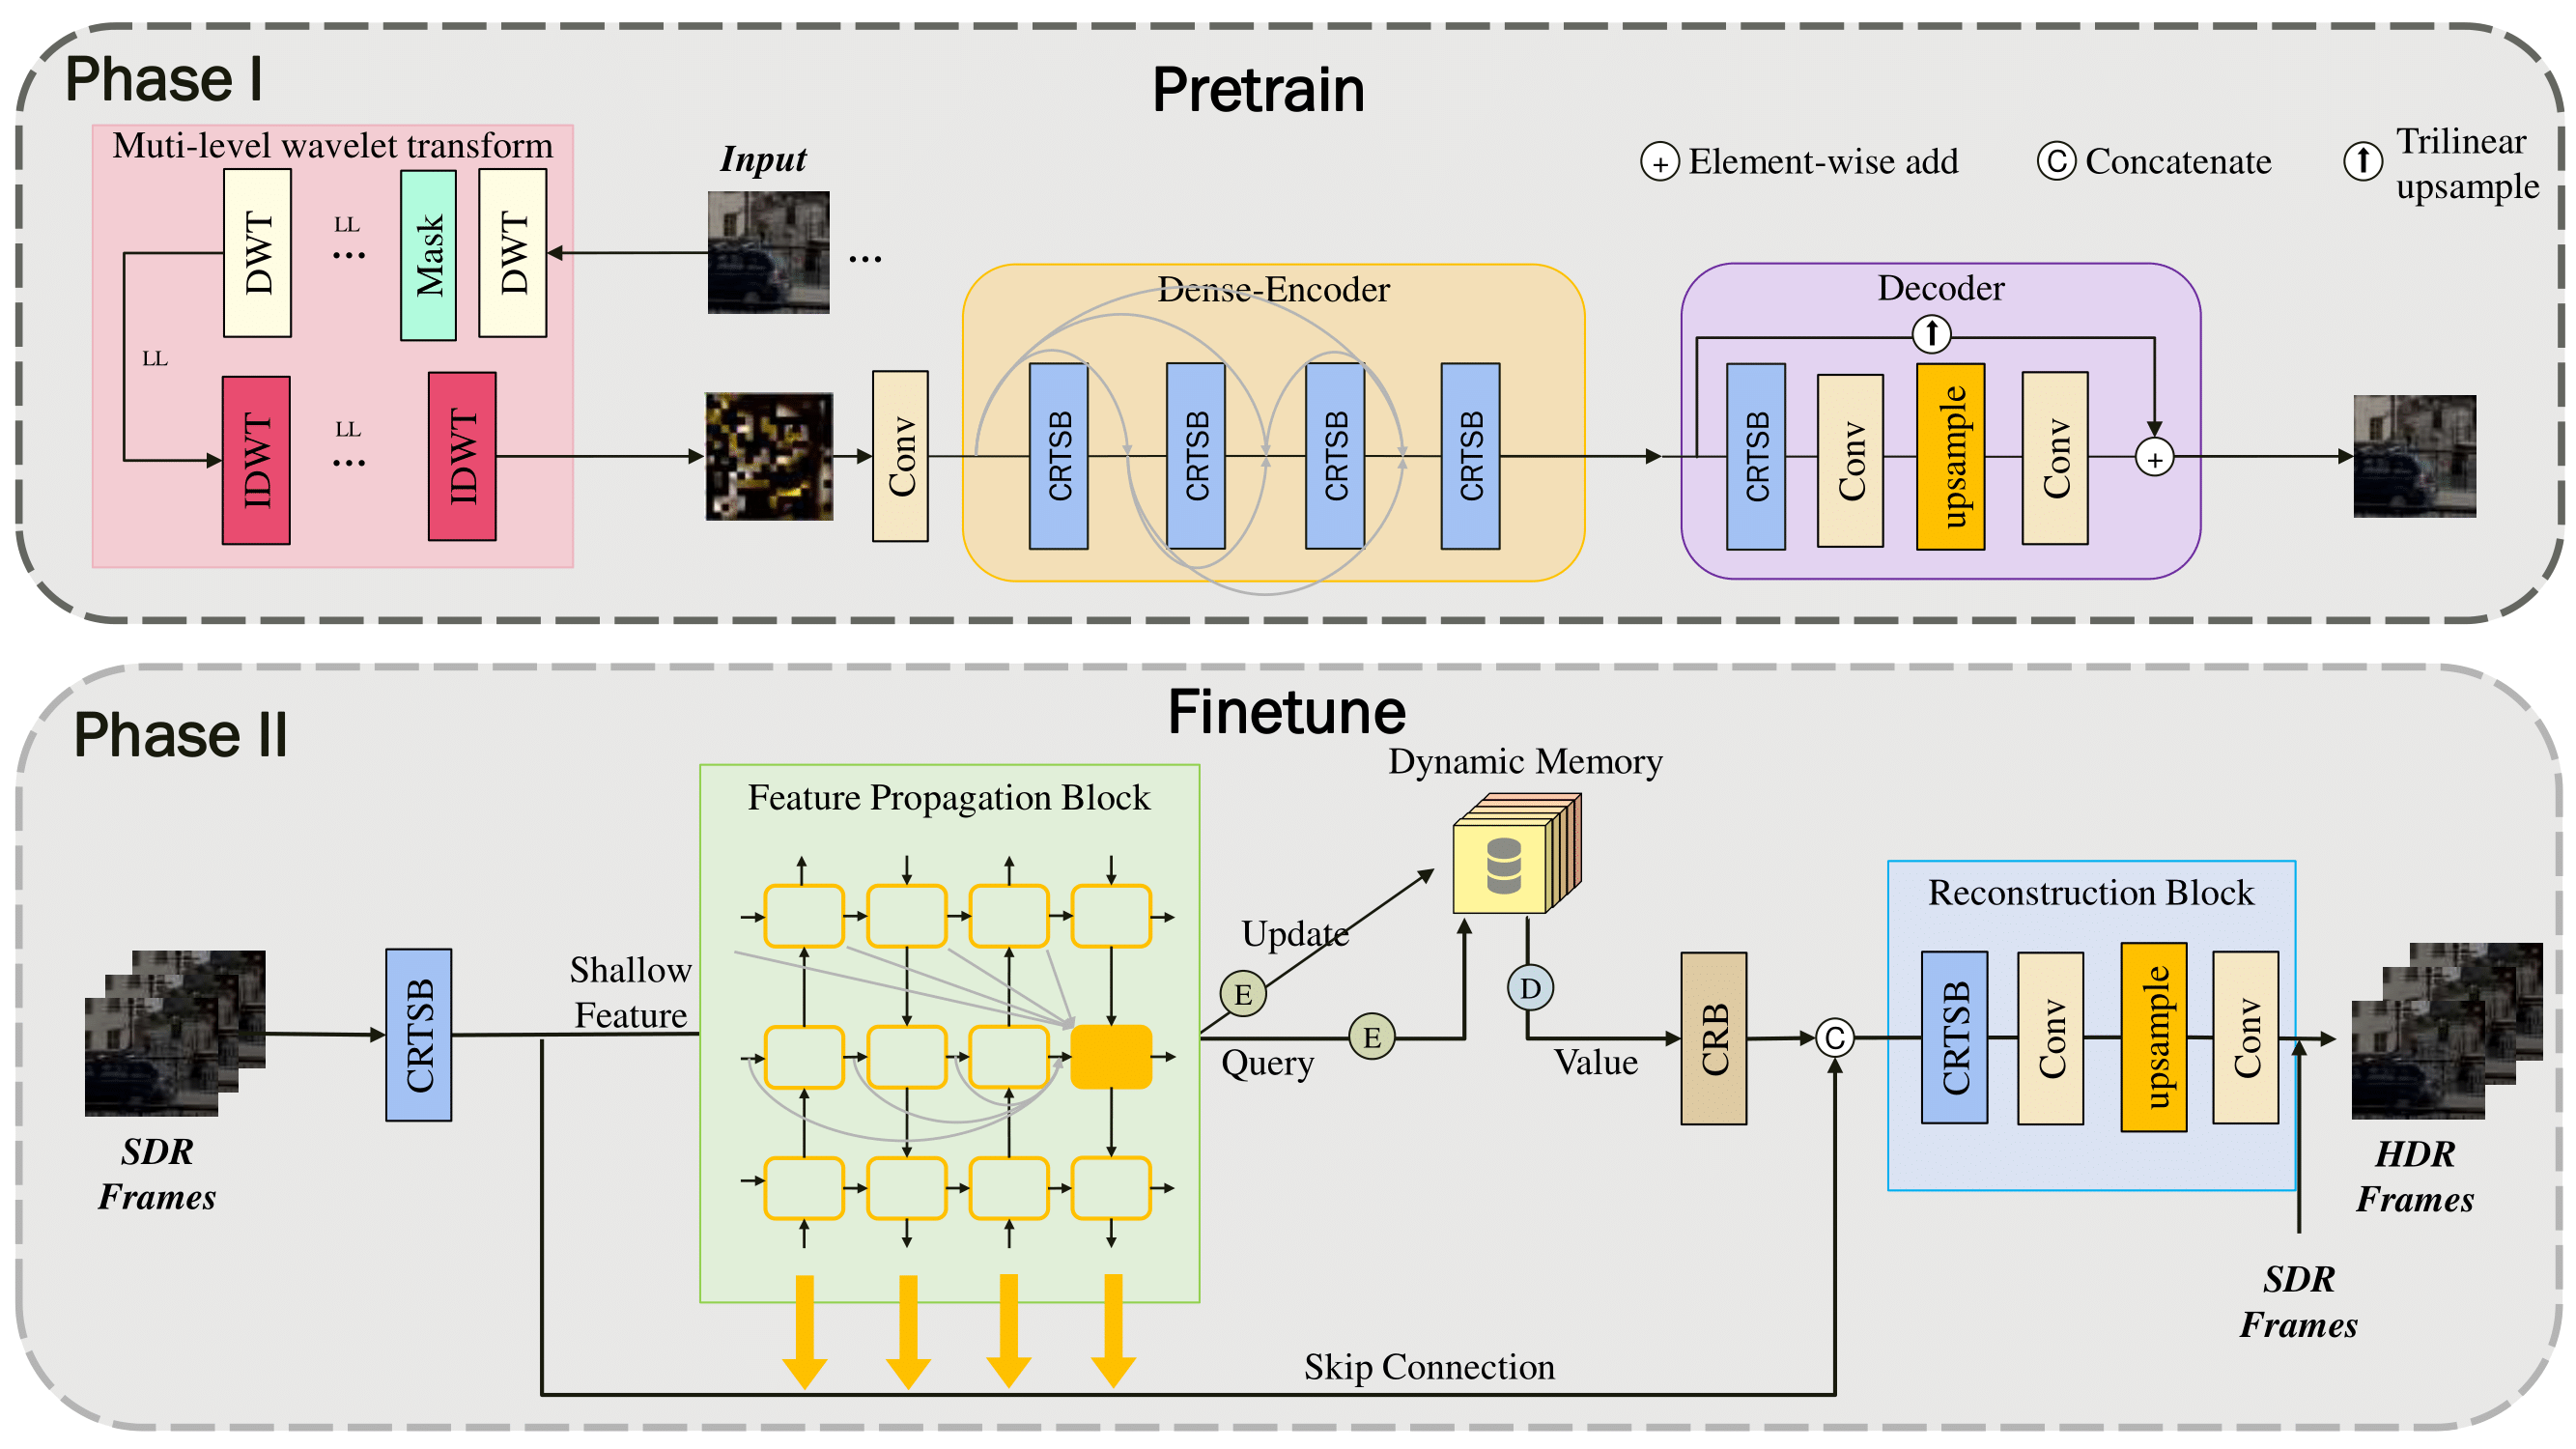 Phase I
Pretrain
Muti-level wavelet transform
Input
+ Element-wise add
C Concatenate
Trilinear
upsample
DWT
LL
...
Mask
DWT
...
LL
IDWT
LL
...
IDWT
Conv
Dense-Encoder
CRTSB
CRTSB
CRTSB
CRTSB
Decoder
CRTSB
Conv
upsample
Conv
+
Phase II
Finetune
Dynamic Memory
Feature Propagation Block
Update
E
Query
E
D
Value
SDR
Frames
CRTSB
Shallow
Feature
CRB
C
Reconstruction Block
CRTSB
Conv
upsample
Conv
HDR
Frames
SDR
Frames
Skip Connection